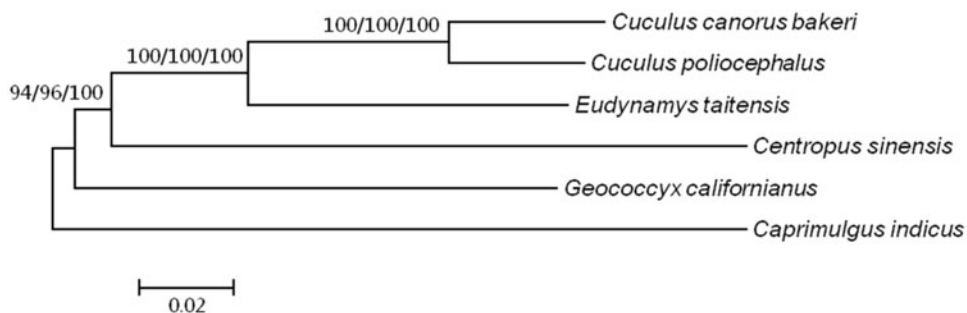 100/100/100 Cuculus canorus bakeri
100/100/100 Cuculus poliocephalus
94/96/100 Eudynamys taitensis
Centropus sinensis
Geococcyx californianus
Caprimulgus indicus
0.02